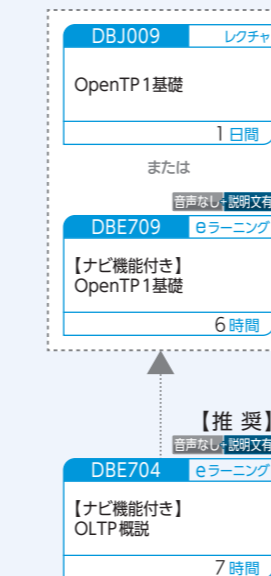 DBJ009 レクチャ
OpenTP1基礎
1日間
または
音声なし+説明文有
DBE709 eラーニング
【ナビ機能付き】
OpenTP1基礎
6時間
【推 奨】
音声なし+説明文有
DBE704 eラーニング
【ナビ機能付き】
OLTP概説
7時間